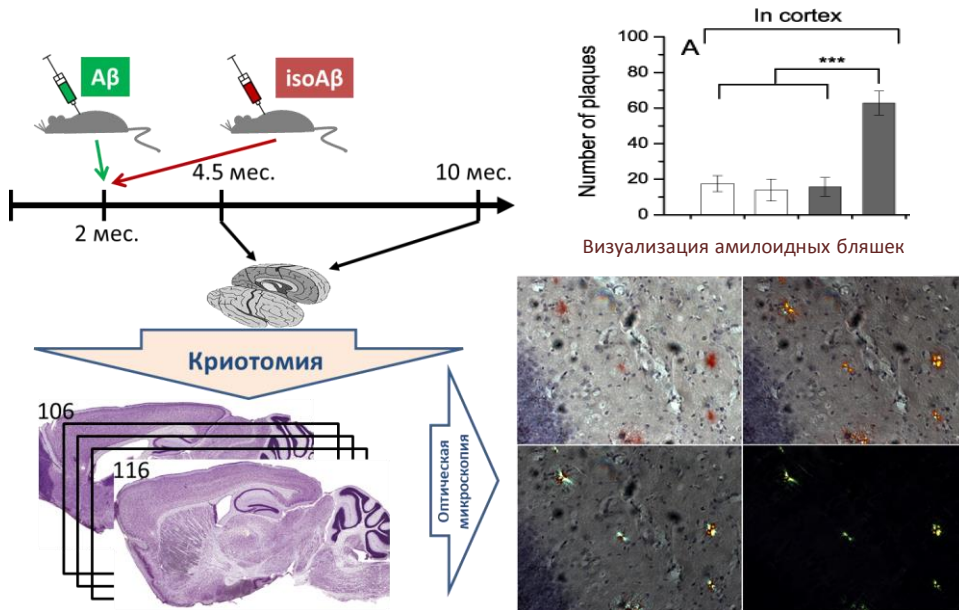 Aβ
isoAβ
4.5 мес.
10 мес.
2 мес.
Криотомия
106
116
Оптическая
микроскопия
In cortex
A
***
Number of plaques
100
80
60
40
20
0
Визуализация амилоидных бляшек